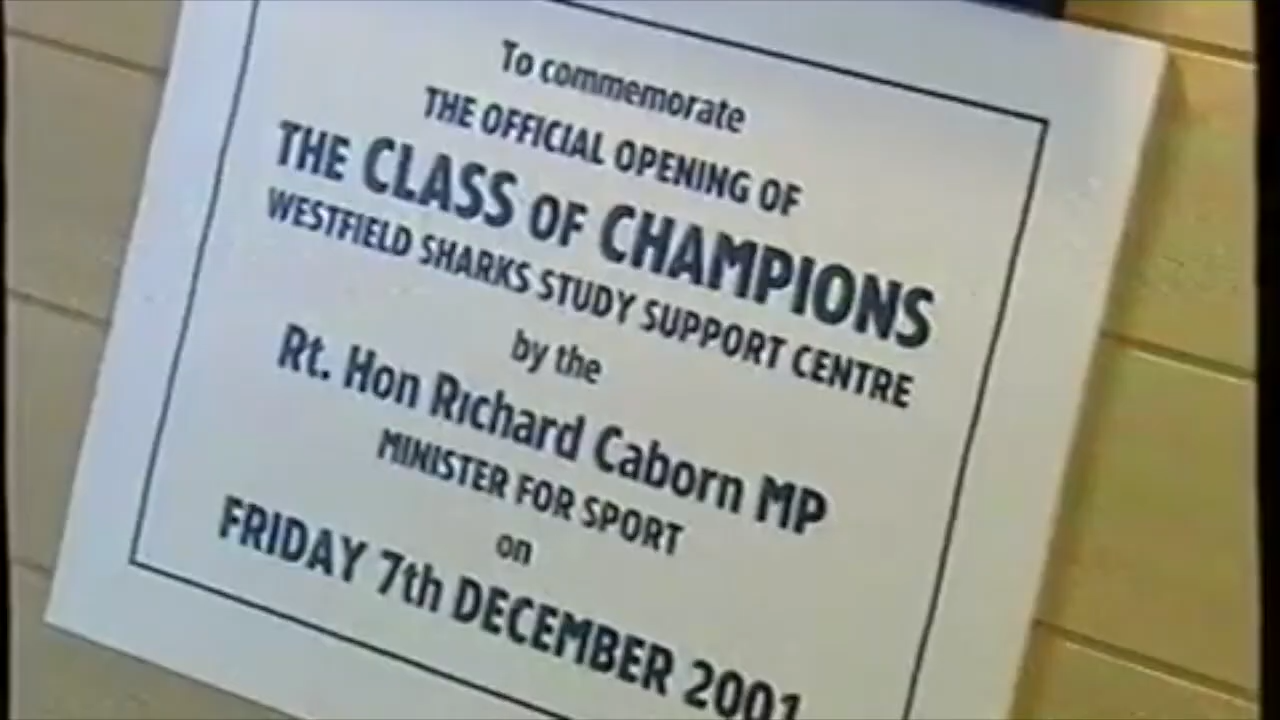 To commemorate
THE OFFICIAL OPENING OF
THE CLASS OF CHAMPIONS
WESTFIELD SHARKS STUDY SUPPORT CENTRE
by the
Rt. Hon Richard Caborn MP
MINISTER FOR SPORT
on
FRIDAY 7th DECEMBER 2001